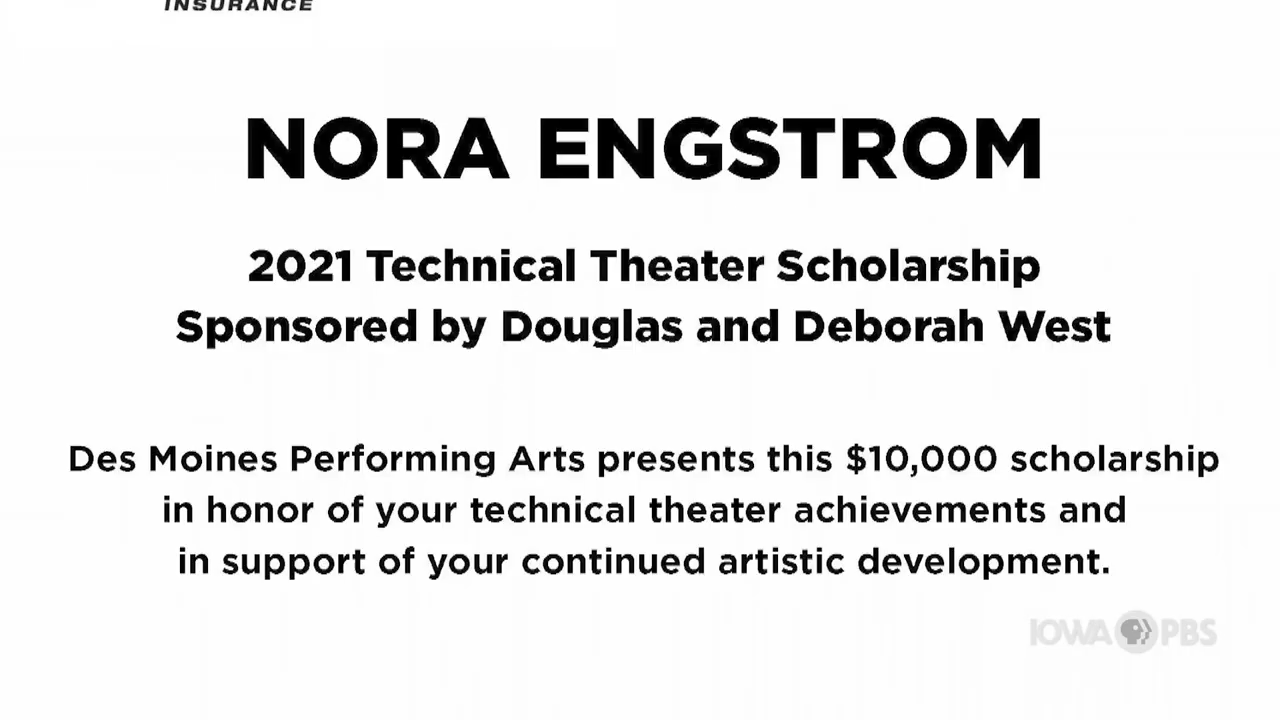 INSURANCE
NORA ENGSTROM
2021 Technical Theater Scholarship
Sponsored by Douglas and Deborah West
Des Moines Performing Arts presents this $10,000 scholarship
in honor of your technical theater achievements and
in support of your continued artistic development.
IOWA PBS